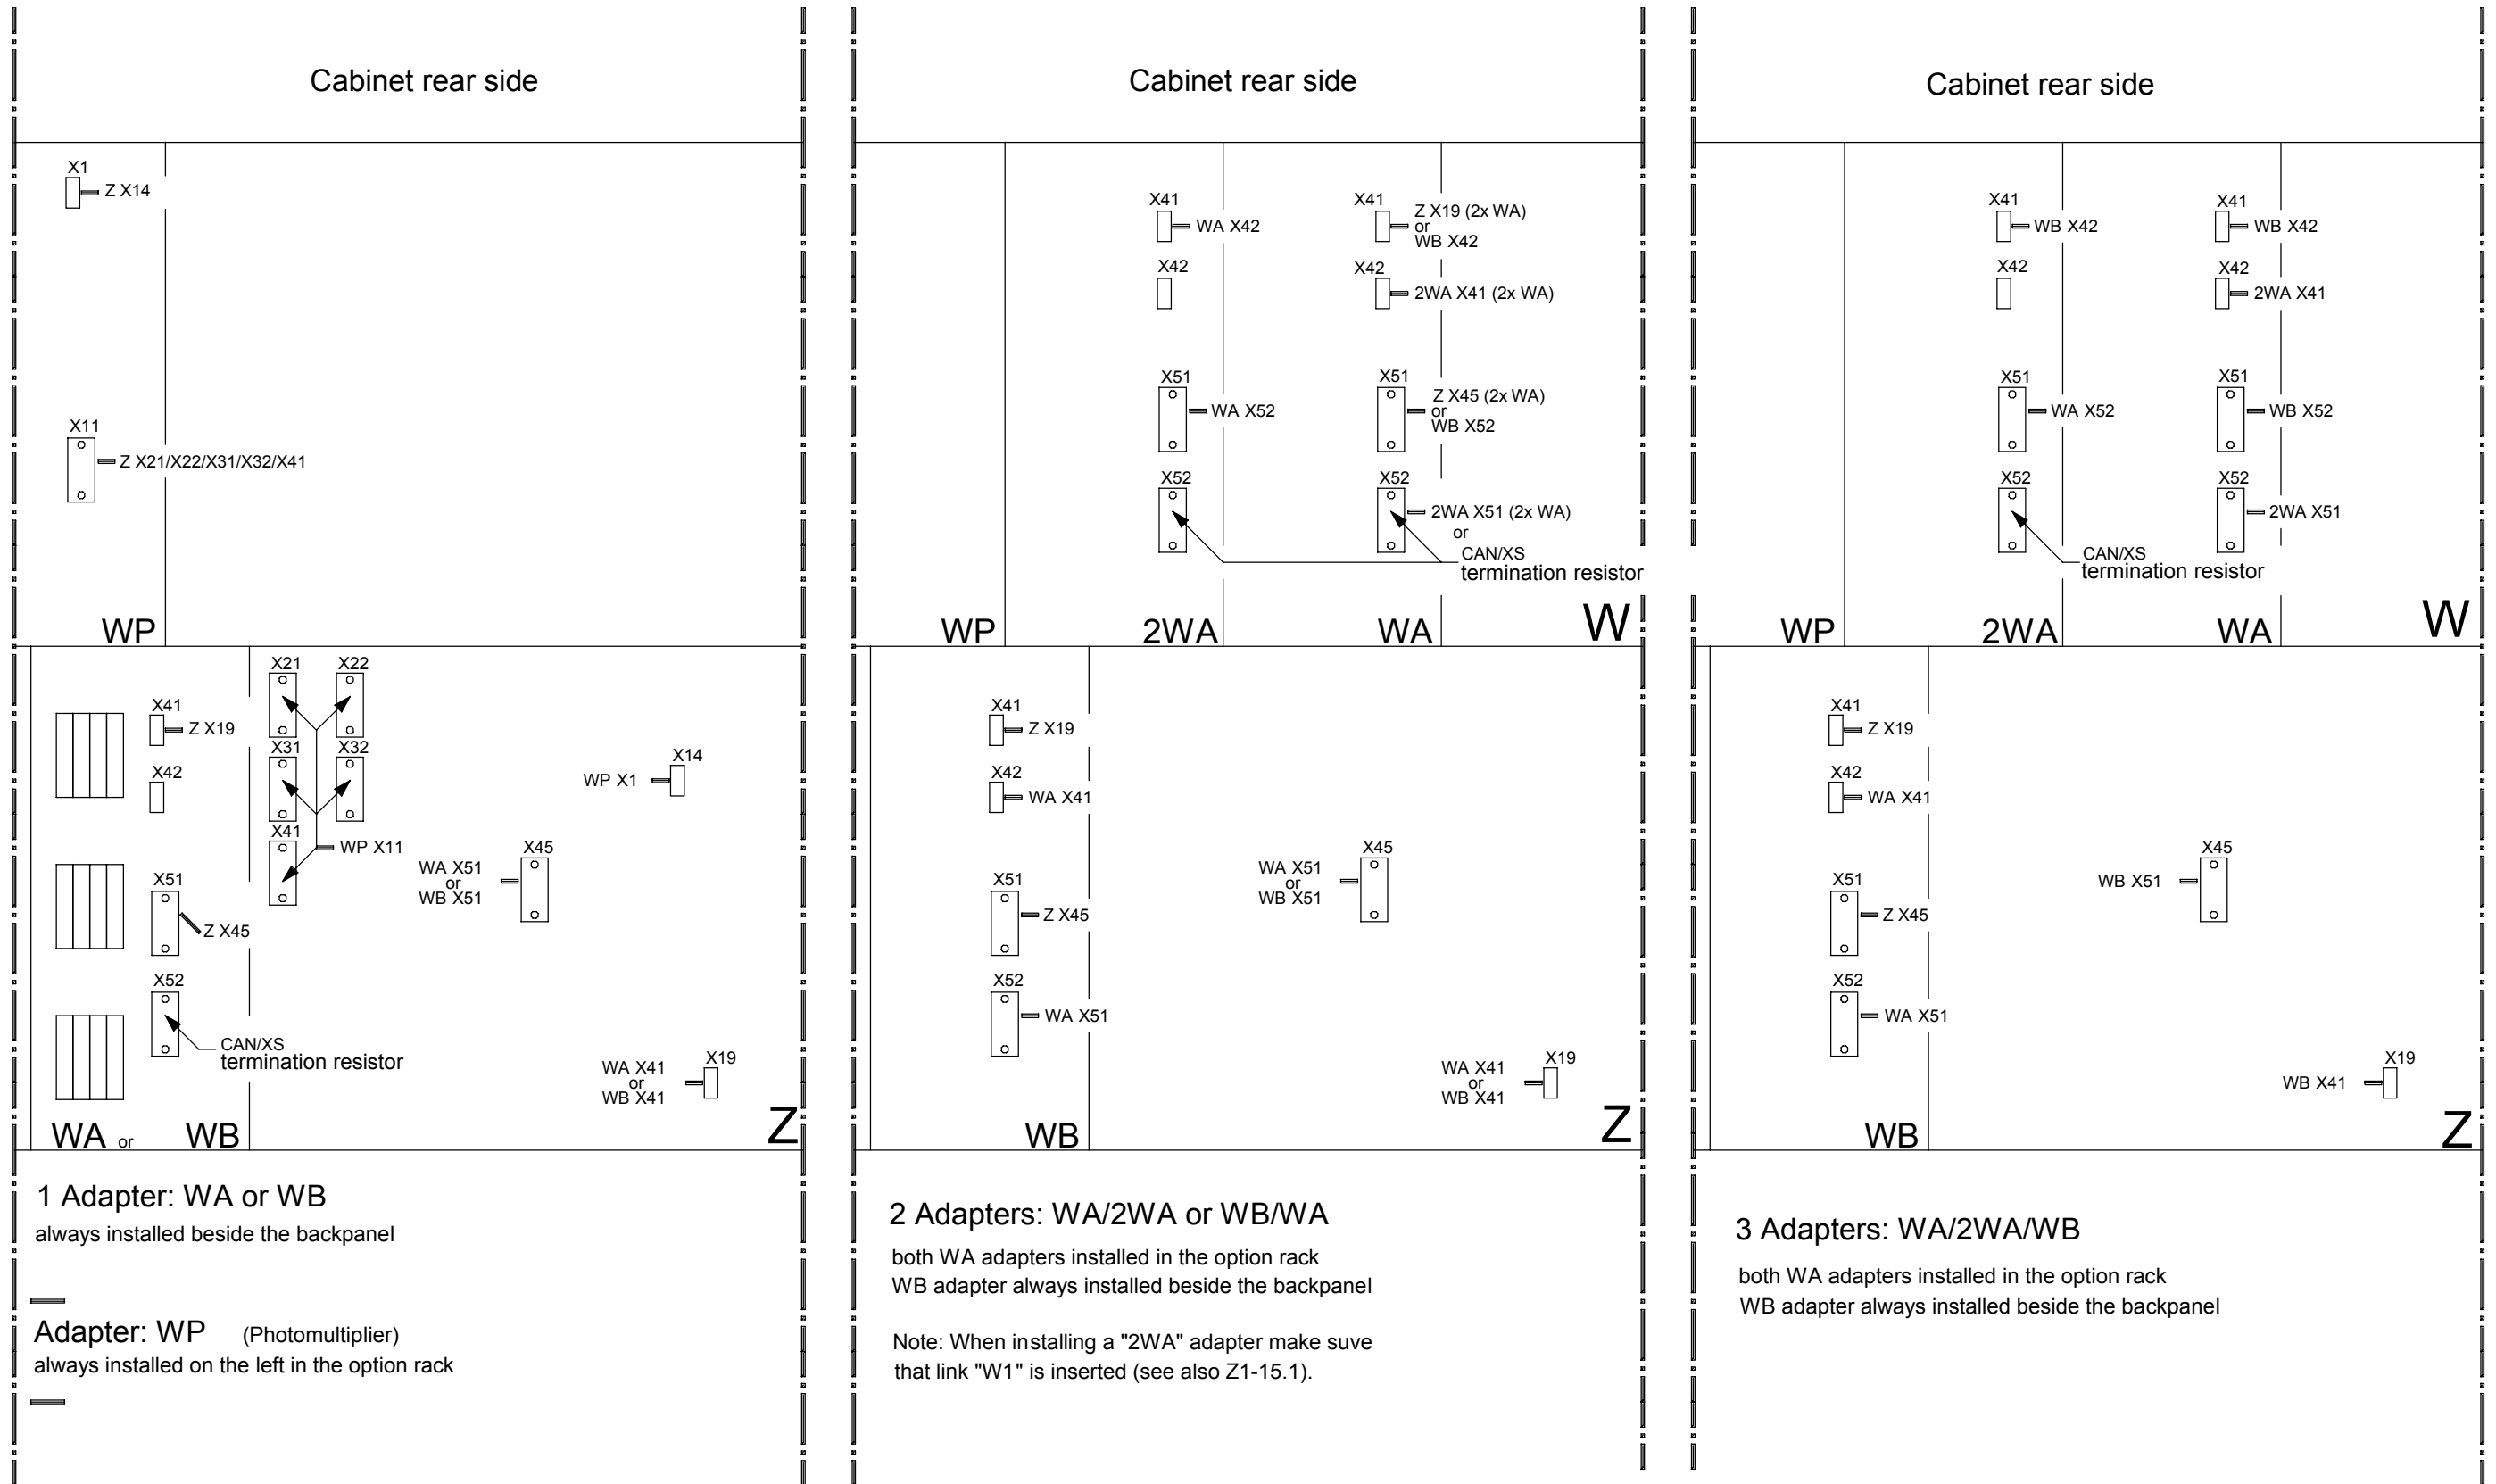 Cabinet rear side
X1
Z X14
X11
Z X21/X22/X31/X32/X41
WP
X21
X22
X41
Z X19
X31
X32
X42
X14
WP X1
X41
WP X11
X45
WA X51
or
WB X51
X51
Z X45
X52
CAN/XS
termination resistor
X19
WA X41
or
WB X41
WA or WB
Z
1 Adapter: WA or WB
always installed beside the backpanel
Adapter: WP (Photomultiplier)
always installed on the left in the option rack
Cabinet rear side
X41
WA X42
X41
Z X19 (2x WA)
or
WB X42
X42
X42
2WA X41 (2x WA)
X51
WA X52
X51
Z X45 (2x WA)
or
WB X52
X52
X52
2WA X51 (2x WA)
or
CAN/XS
termination resistor
WP
2WA
WA
W
X41
Z X19
X42
WA X41
X45
WA X51
or
WB X51
X51
Z X45
X52
WA X51
X19
WA X41
or
WB X41
WB
Z
2 Adapters: WA/2WA or WB/WA
both WA adapters installed in the option rack
WB adapter always installed beside the backpanel
Note: When installing a "2WA" adapter make suve
that link "W1" is inserted (see also Z1-15.1).
Cabinet rear side
X41
WB X42
X41
WB X42
X42
X42
2WA X41
X51
WA X52
X51
WB X52
X52
X52
2WA X51
CAN/XS
termination resistor
WP
2WA
WA
W
X41
Z X19
X42
WA X41
X45
WB X51
X51
Z X45
X52
WA X51
X19
WB X41
WB
Z
3 Adapters: WA/2WA/WB
both WA adapters installed in the option rack
WB adapter always installed beside the backpanel